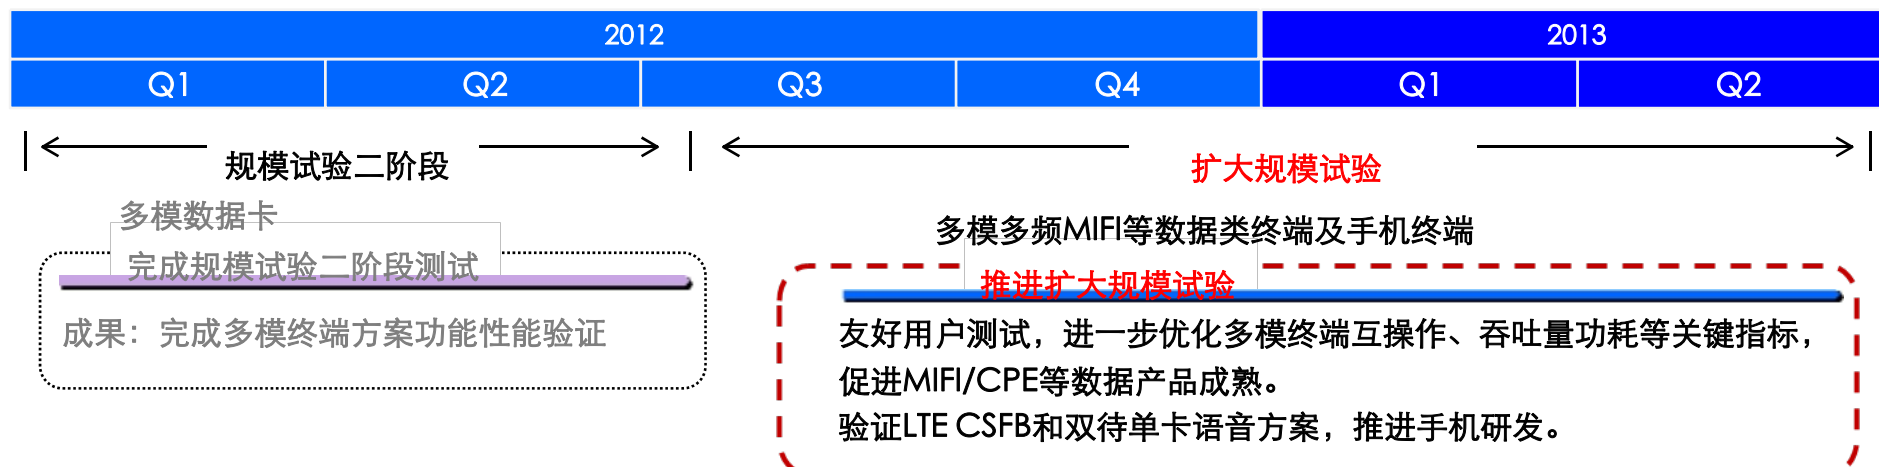 2012 2013
Q1 Q2 Q3 Q4 Q1 Q2
规模试验二阶段
扩大规模试验
多模数据卡
完成规模试验二阶段测试
成果：完成多模终端方案功能性能验证
多模多频MIFI等数据类终端及手机终端
推进扩大规模试验
友好用户测试，进一步优化多模终端互操作、吞吐量功耗等关键指标，
促进MIFI/CPE等数据产品成熟。
验证LTE CSFB和双待单卡语音方案，推进手机研发。